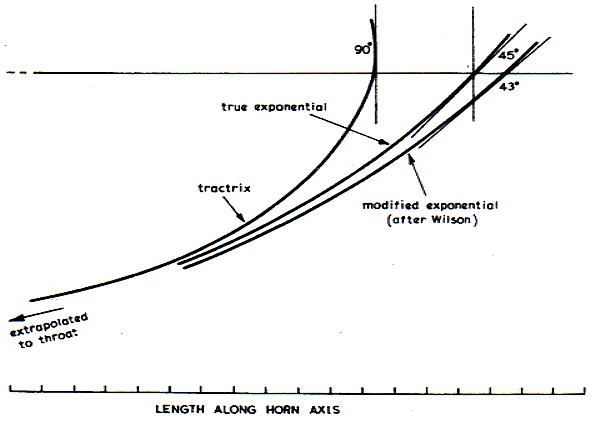 90°
45°
43°
true exponential
tractrix
modified exponential
(after Wilson)
extrapolated
to throat
LENGTH ALONG HORN AXIS